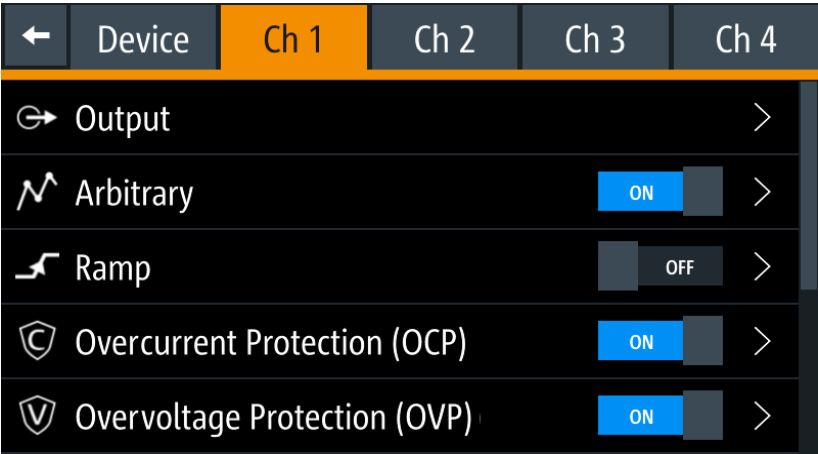 Device Ch 1 Ch 2 Ch 3 Ch 4
Output
Arbitrary ON
Ramp OFF
Overcurrent Protection (OCP) ON
Overvoltage Protection (OVP) ON